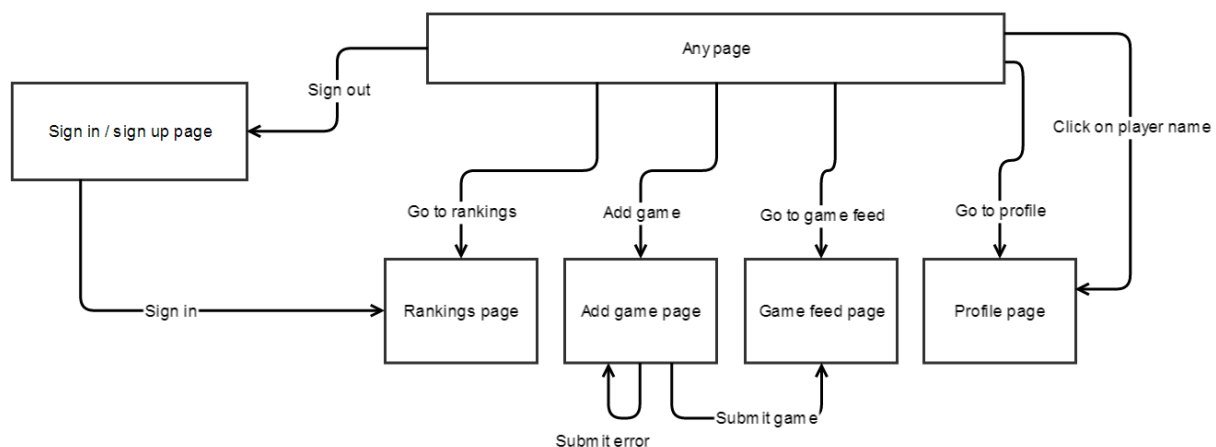 Any page
Sign out
Sign in / sign up page
Click on player name
Go to rankings
Add game
Go to game feed
Go to profile
Sign in
Rankings page
Add game page
Game feed page
Profile page
Submit game
Submit error